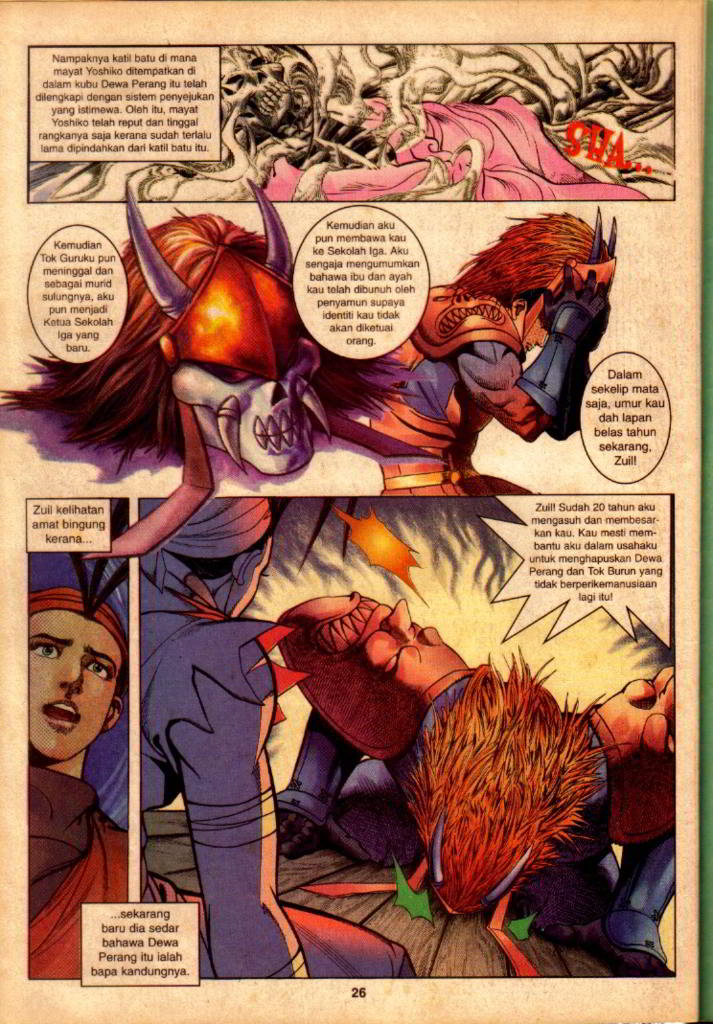 Nampaknya katil batu di mana
mayat Yoshiko ditempatkan di
dalam kubu Dewa Perang itu telah
dilengkapi dengan sistem penyejukan
yang istimewa. Oleh itu, mayat
Yoshiko telah reput dan tinggal
rangkanya saja kerana sudah terlalu
lama dipindahkan dari katil batu itu.
SHA...
Kemudian
Tok Guruku pun
meninggal dan
sebagai murid
sulungnya, aku
pun menjadi
Ketua Sekolah
Iga yang
baru.
Kemudian aku
pun membawa kau
ke Sekolah Iga. Aku
sengaja mengumumkan
bahawa ibu dan ayah
kau telah dibunuh oleh
penyamun supaya
identiti kau tidak
akan diketuai
orang.
Dalam
sekelip mata
saja, umur kau
dah lapan
belas tahun
sekarang,
Zuil!
Zuil kelihatan
amat bingung
kerana...
Zuil! Sudah 20 tahun aku
mengasuh dan membesar-
kan kau. Kau mesti mem-
bantu aku dalam usahaku
untuk menghapuskan Dewa
Perang dan Tok Burun yang
tidak berperikemanusiaan
lagi itu!
...sekarang
baru dia sedar
bahawa Dewa
Perang itu ialah
bapa kandungnya.
26